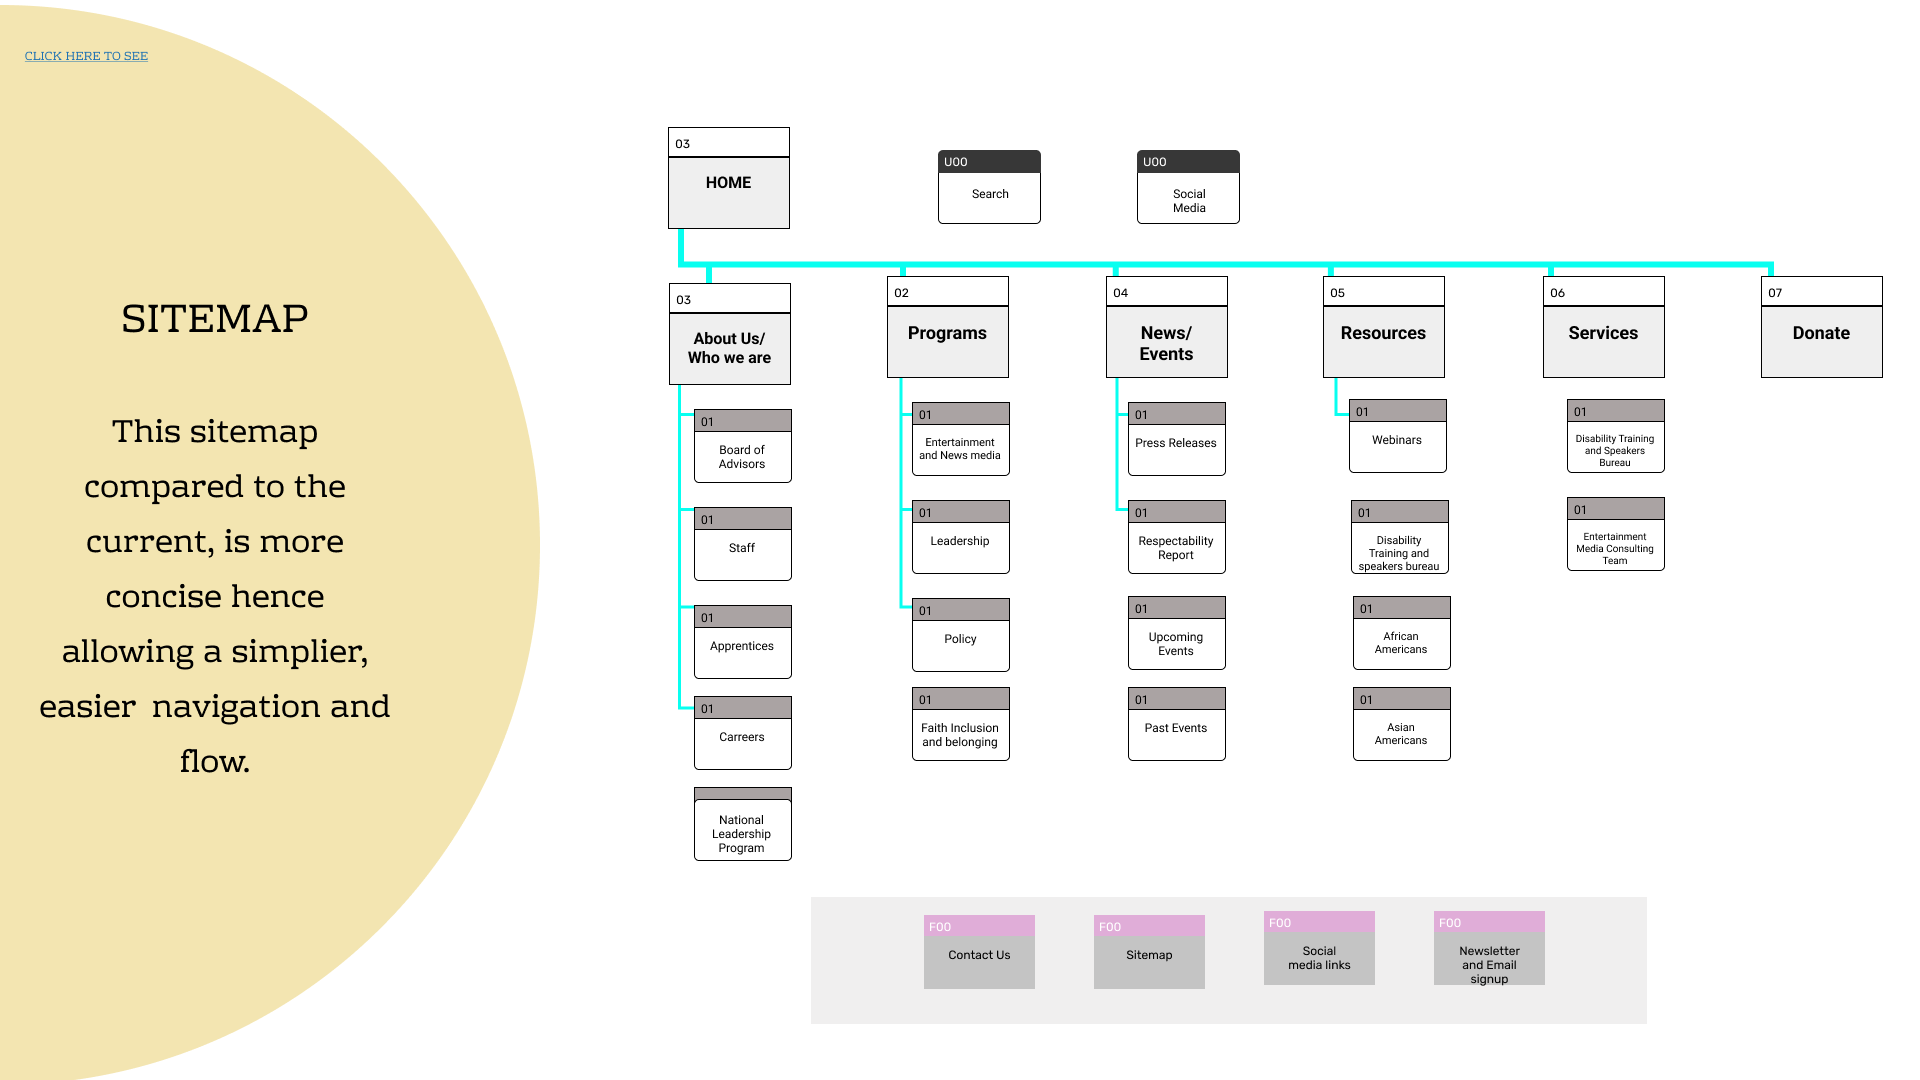 CLICK HERE TO SEE
SITEMAP
This sitemap
compared to the
current, is more
concise hence
allowing a simplier,
easier navigation and
flow.
03
HOME
U00
Search
U00
Social
Media
03
About Us/
Who we are
01
Board of
Advisors
01
Staff
01
Apprentices
01
Carreers
National
Leadership
Program
02
Programs
01
Entertainment
and News media
01
Leadership
01
Policy
01
Faith Inclusion
and belonging
04
News/
Events
01
Press Releases
01
Respectability
Report
01
Upcoming
Events
01
Past Events
05
Resources
01
Webinars
01
Disability
Training and
speakers bureau
01
African
Americans
01
Asian
Americans
06
Services
01
Disability Training
and Speakers
Bureau
01
Entertainment
Media Consulting
Team
07
Donate
F00
Contact Us
F00
Sitemap
F00
Social
media links
F00
Newsletter
and Email
signup